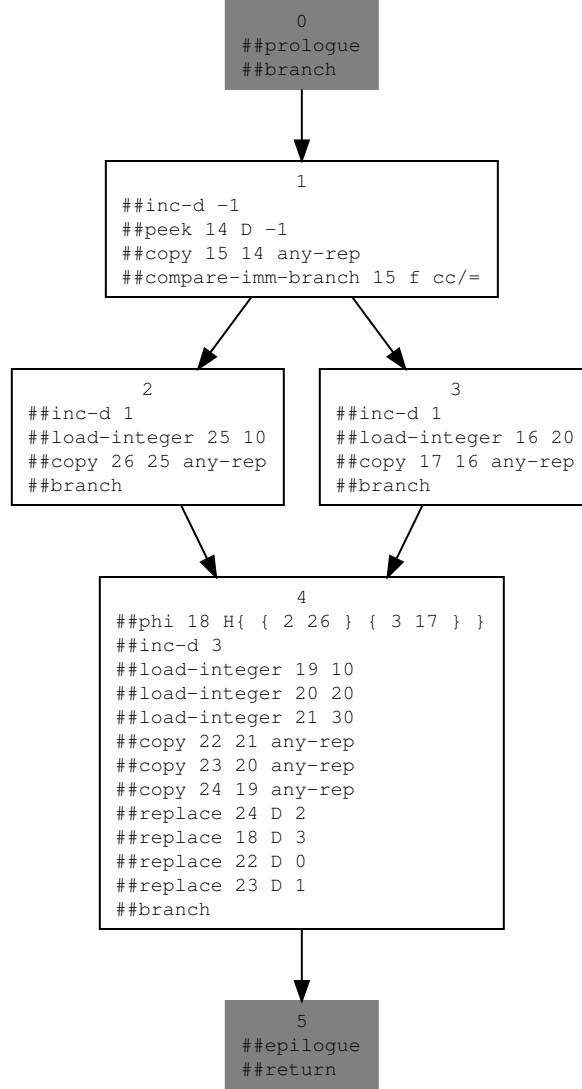 0
##prologue
##branch
1
##inc-d -1
##peek 14 D -1
##copy 15 14 any-rep
##compare-imm-branch 15 f cc/=
2
##inc-d 1
##load-integer 25 10
##copy 26 25 any-rep
##branch
3
##inc-d 1
##load-integer 16 20
##copy 17 16 any-rep
##branch
4
##phi 18 H{ { 2 26 } { 3 17 } }
##inc-d 3
##load-integer 19 10
##load-integer 20 20
##load-integer 21 30
##copy 22 21 any-rep
##copy 23 20 any-rep
##copy 24 19 any-rep
##replace 24 D 2
##replace 18 D 3
##replace 22 D 0
##replace 23 D 1
##branch
5
##epilogue
##return